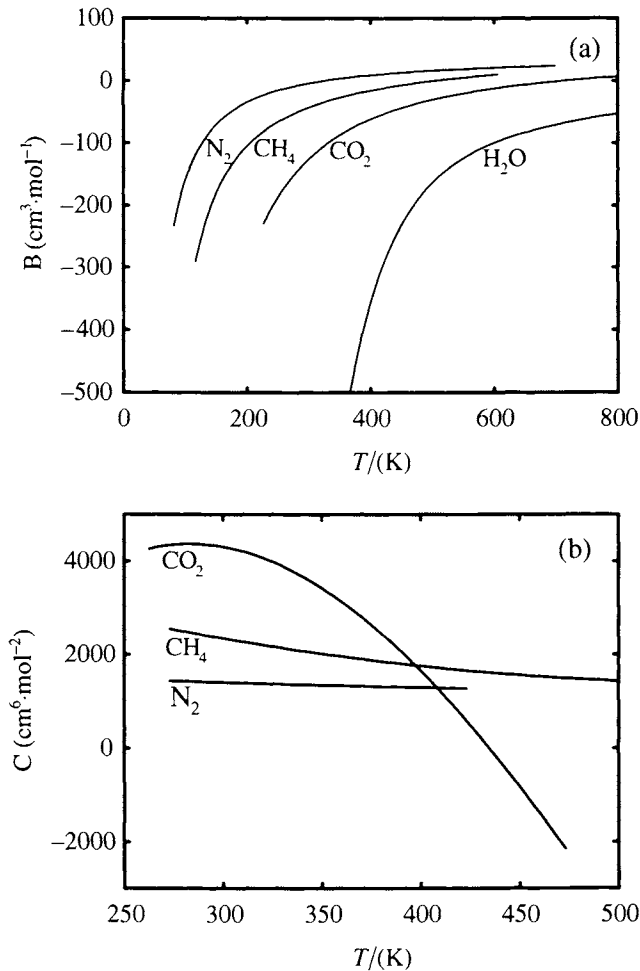 100
(a)
0
N₂
CH₄
CO₂
H₂O
−100
−200
−300
−400
−500
B (cm³·mol⁻¹)
0 200 400 600 800
T/(K)
(b)
4000
CO₂
2000
CH₄
N₂
0
−2000
C (cm⁶·mol⁻²)
250 300 350 400 450 500
T/(K)